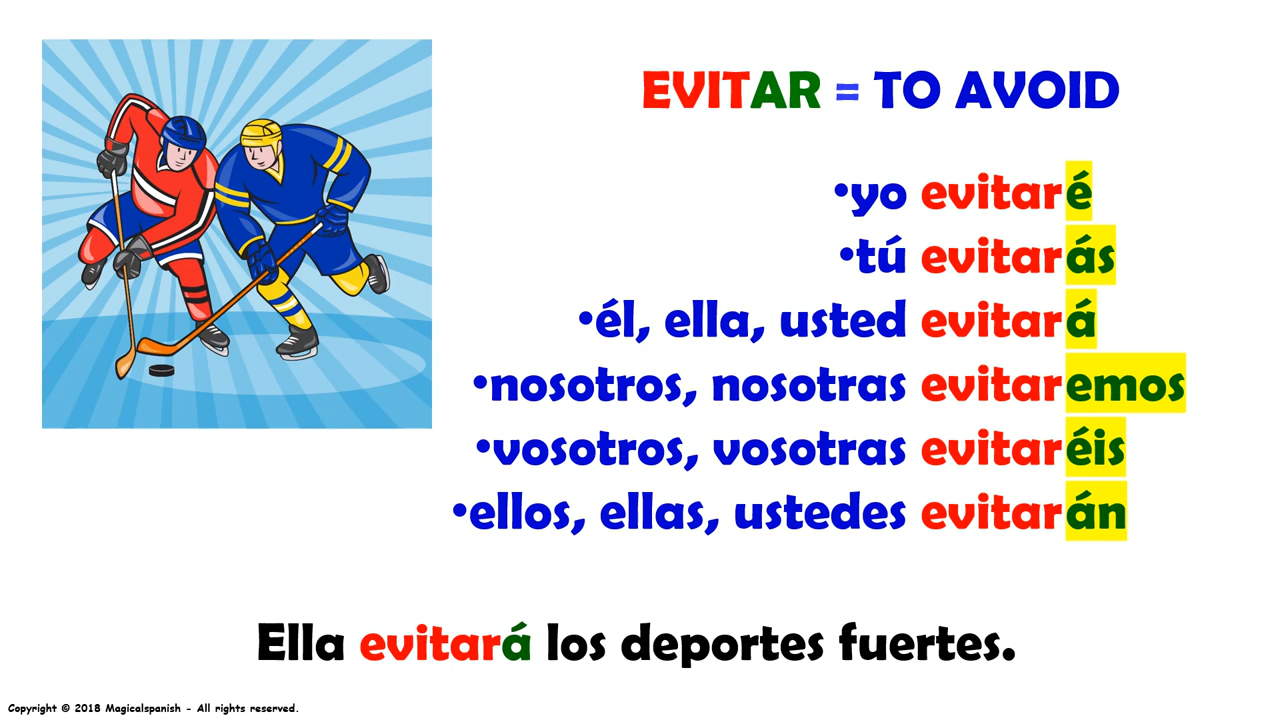 EVITAR = TO AVOID
•yo evitaré
•tú evitarás
•él, ella, usted evitará
•nosotros, nosotras evitaremos
•vosotros, vosotras evitaréis
•ellos, ellas, ustedes evitarán
Ella evitará los deportes fuertes.
Copyright © 2018 Magicalspanish - All rights reserved.